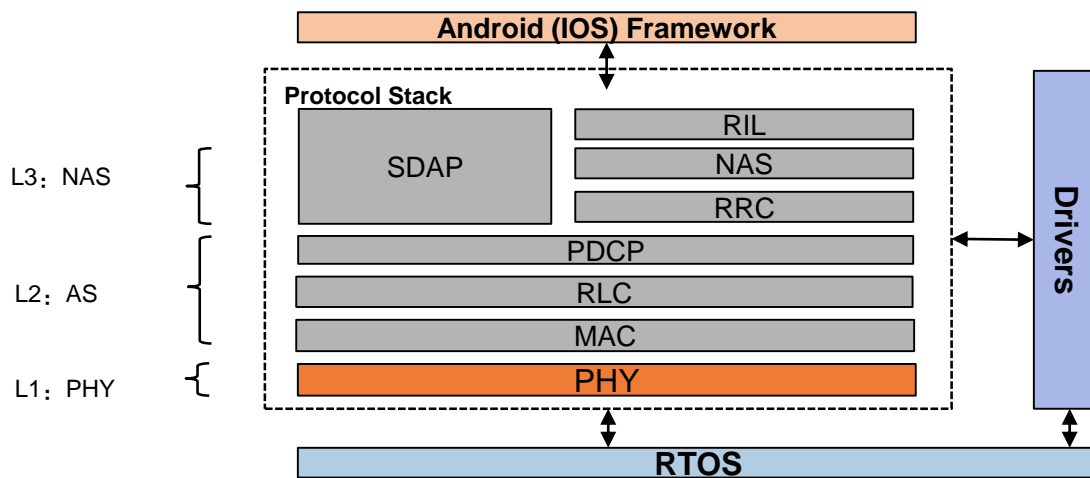 Android (IOS) Framework
Protocol Stack
SDAP
RIL
L3：NAS
NAS
RRC
Drivers
PDCP
L2：AS
RLC
MAC
L1：PHY
PHY
RTOS